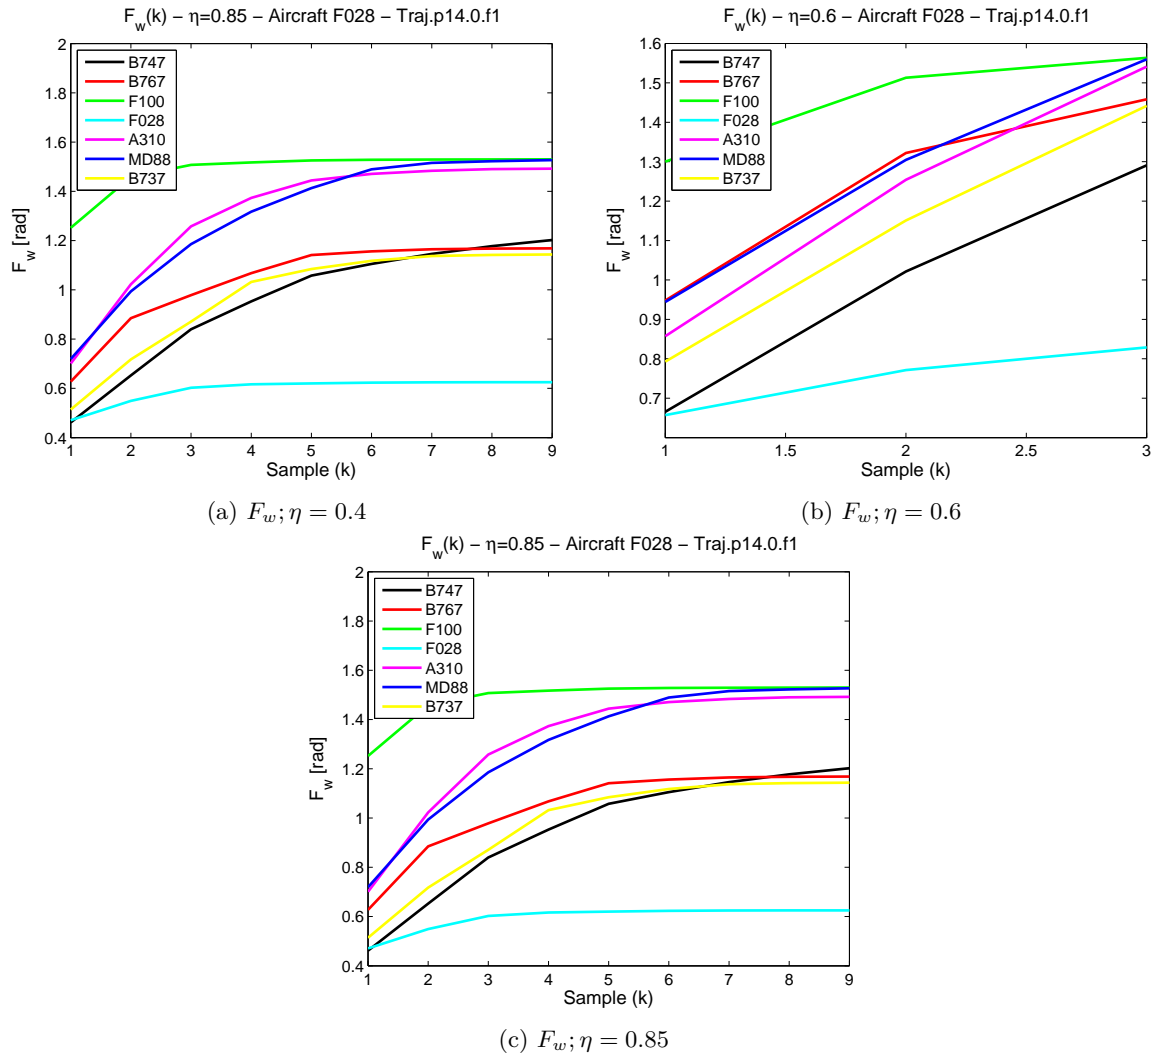 F_w(k) − η=0.85 − Aircraft F028 − Traj.p14.0.f1
2
1.8
1.6
1.4
1.2
1
0.8
0.6
0.4
F_w [rad]
B747
B767
F100
F028
A310
MD88
B737
1 2 3 4 5 6 7 8 9
Sample (k)
(a) F_w; η = 0.4
F_w(k) − η=0.6 − Aircraft F028 − Traj.p14.0.f1
1.6
1.5
1.4
1.3
1.2
1.1
1
0.9
0.8
0.7
F_w [rad]
B747
B767
F100
F028
A310
MD88
B737
1 1.5 2 2.5 3
Sample (k)
(b) F_w; η = 0.6
F_w(k) − η=0.85 − Aircraft F028 − Traj.p14.0.f1
2
1.8
1.6
1.4
1.2
1
0.8
0.6
0.4
F_w [rad]
B747
B767
F100
F028
A310
MD88
B737
1 2 3 4 5 6 7 8 9
Sample (k)
(c) F_w; η = 0.85